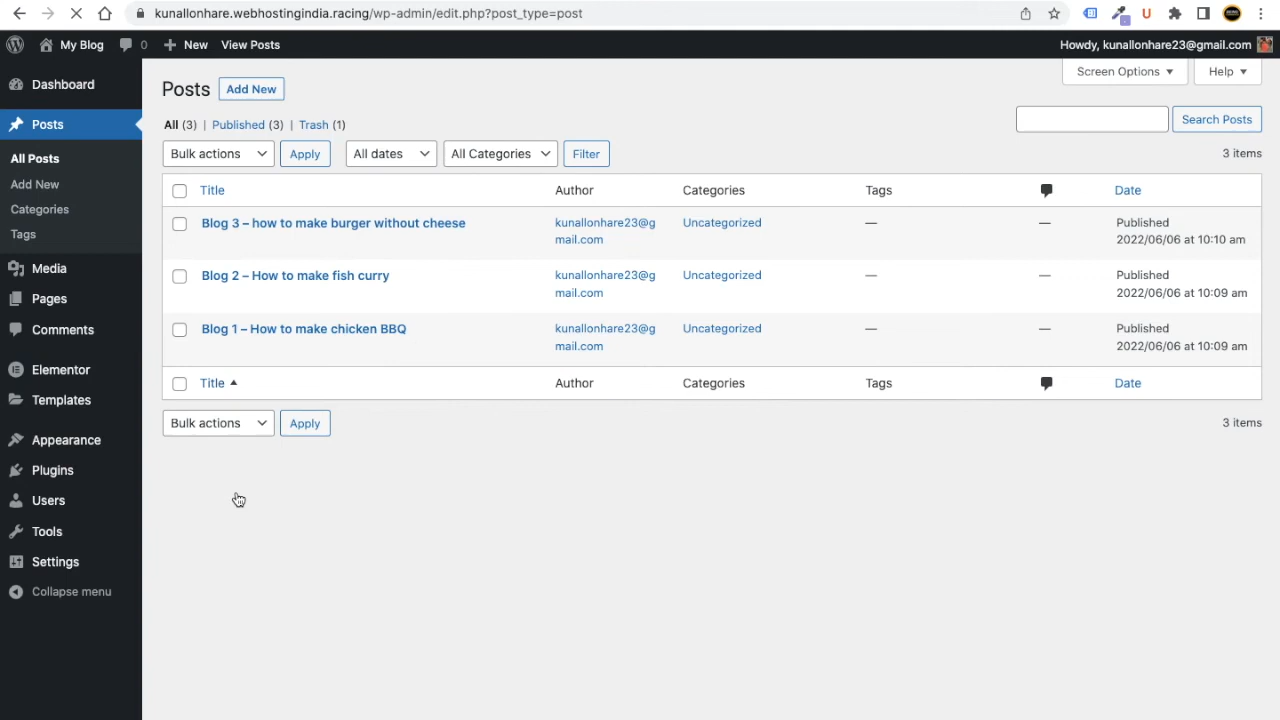 kunallonhare.webhostingindia.racing/wp-admin/edit.php?post_type=post
My Blog 0 New View Posts Howdy, kunallonhare23@gmail.com
Screen Options Help
Dashboard
Posts
All Posts
Add New
Categories
Tags
Media
Pages
Comments
Elementor
Templates
Appearance
Plugins
Users
Tools
Settings
Collapse menu
Posts Add New
All (3) | Published (3) | Trash (1)
Search Posts
Bulk actions Apply All dates All Categories Filter 3 items
Title Author Categories Tags Date
Blog 3 – how to make burger without cheese kunallonhare23@g Uncategorized — — Published
mail.com 2022/06/06 at 10:10 am
Blog 2 – How to make fish curry kunallonhare23@g Uncategorized — — Published
mail.com 2022/06/06 at 10:09 am
Blog 1 – How to make chicken BBQ kunallonhare23@g Uncategorized — — Published
mail.com 2022/06/06 at 10:09 am
Title Author Categories Tags Date
Bulk actions Apply 3 items